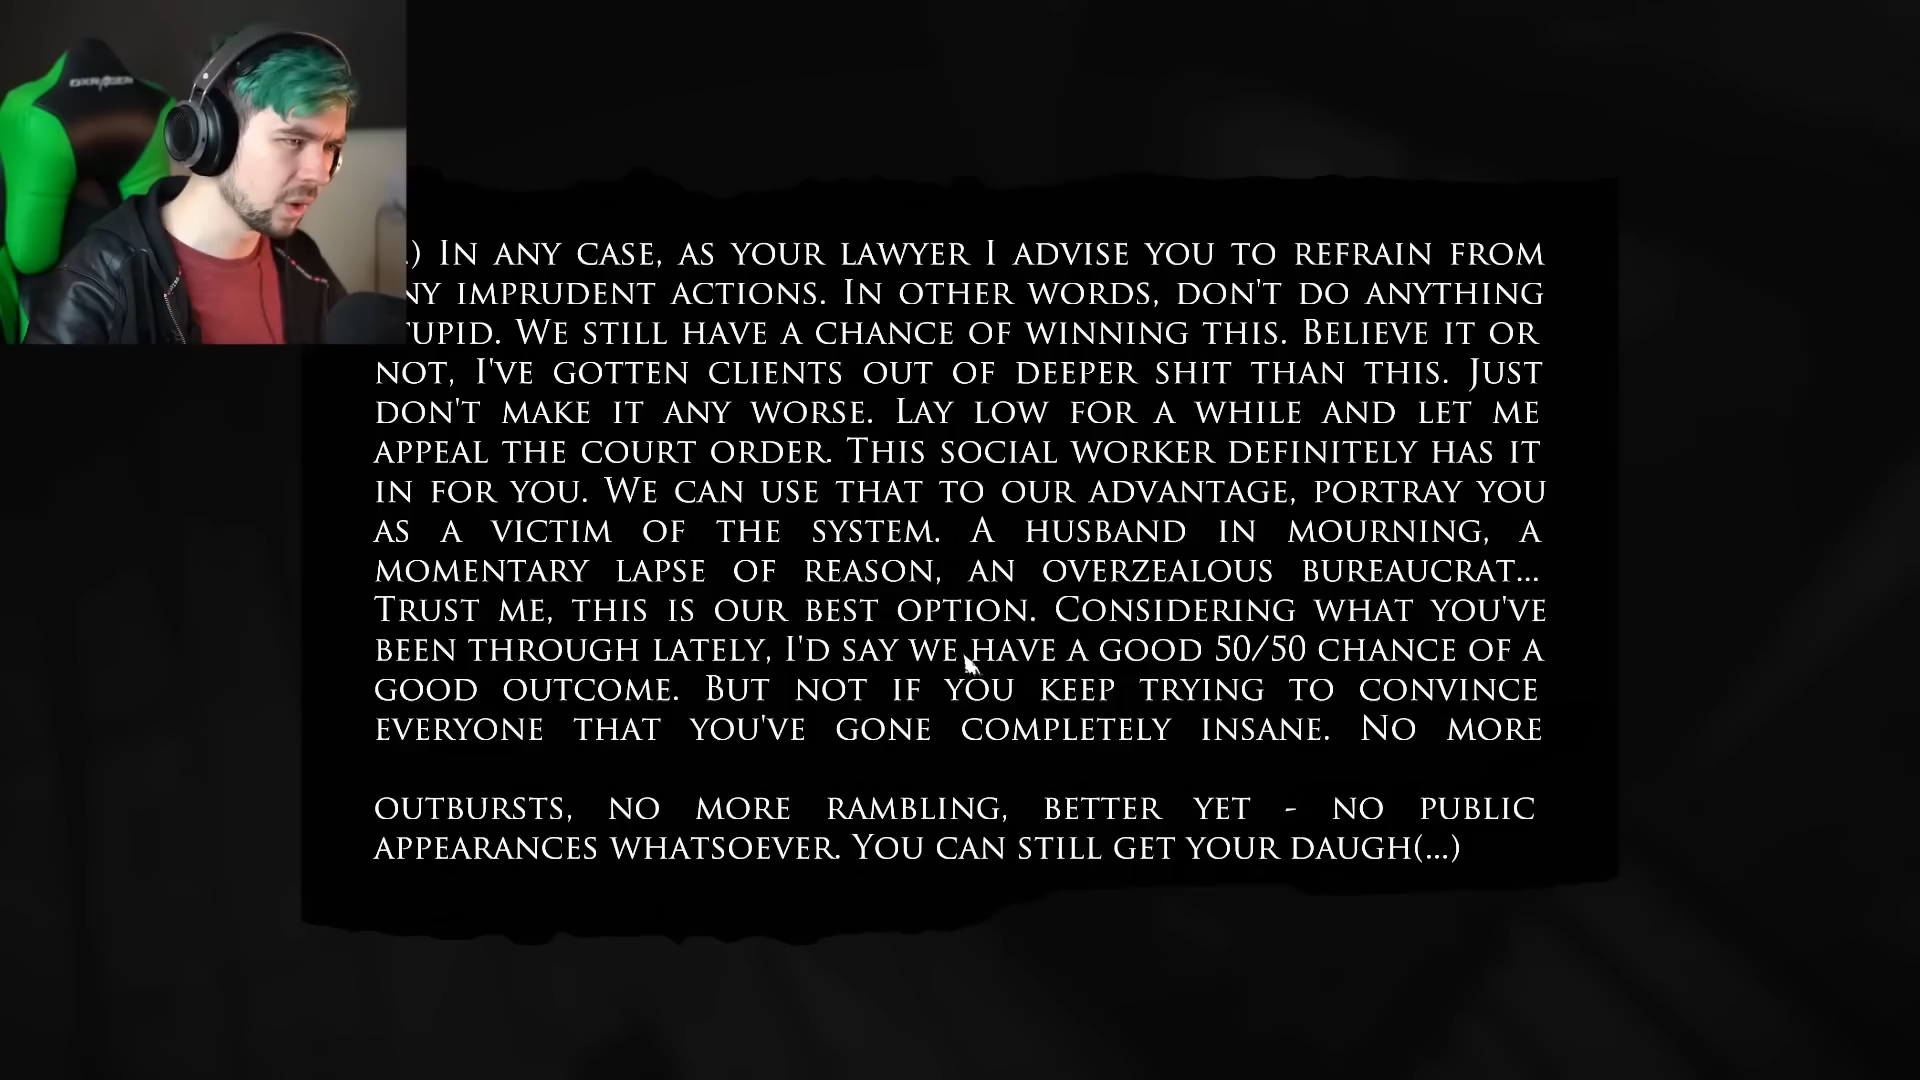 .) In any case, as your lawyer I advise you to refrain from
ny imprudent actions. In other words, don't do anything
tupid. We still have a chance of winning this. Believe it or
not, I've gotten clients out of deeper shit than this. Just
don't make it any worse. Lay low for a while and let me
appeal the court order. This social worker definitely has it
in for you. We can use that to our advantage, portray you
as a victim of the system. A husband in mourning, a
momentary lapse of reason, an overzealous bureaucrat...
Trust me, this is our best option. Considering what you've
been through lately, I'd say we have a good 50/50 chance of a
good outcome. But not if you keep trying to convince
everyone that you've gone completely insane. No more
outbursts, no more rambling, better yet - no public
appearances whatsoever. You can still get your daugh(...)